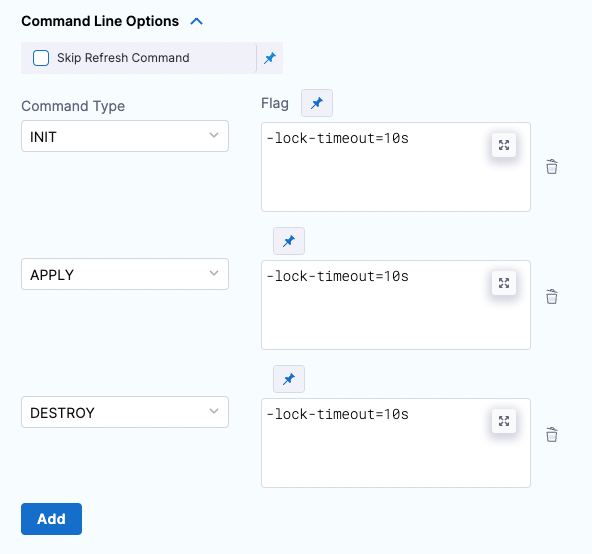 Command Line Options
Skip Refresh Command
Command Type
Flag
INIT
-lock-timeout=10s
APPLY
-lock-timeout=10s
DESTROY
-lock-timeout=10s
Add